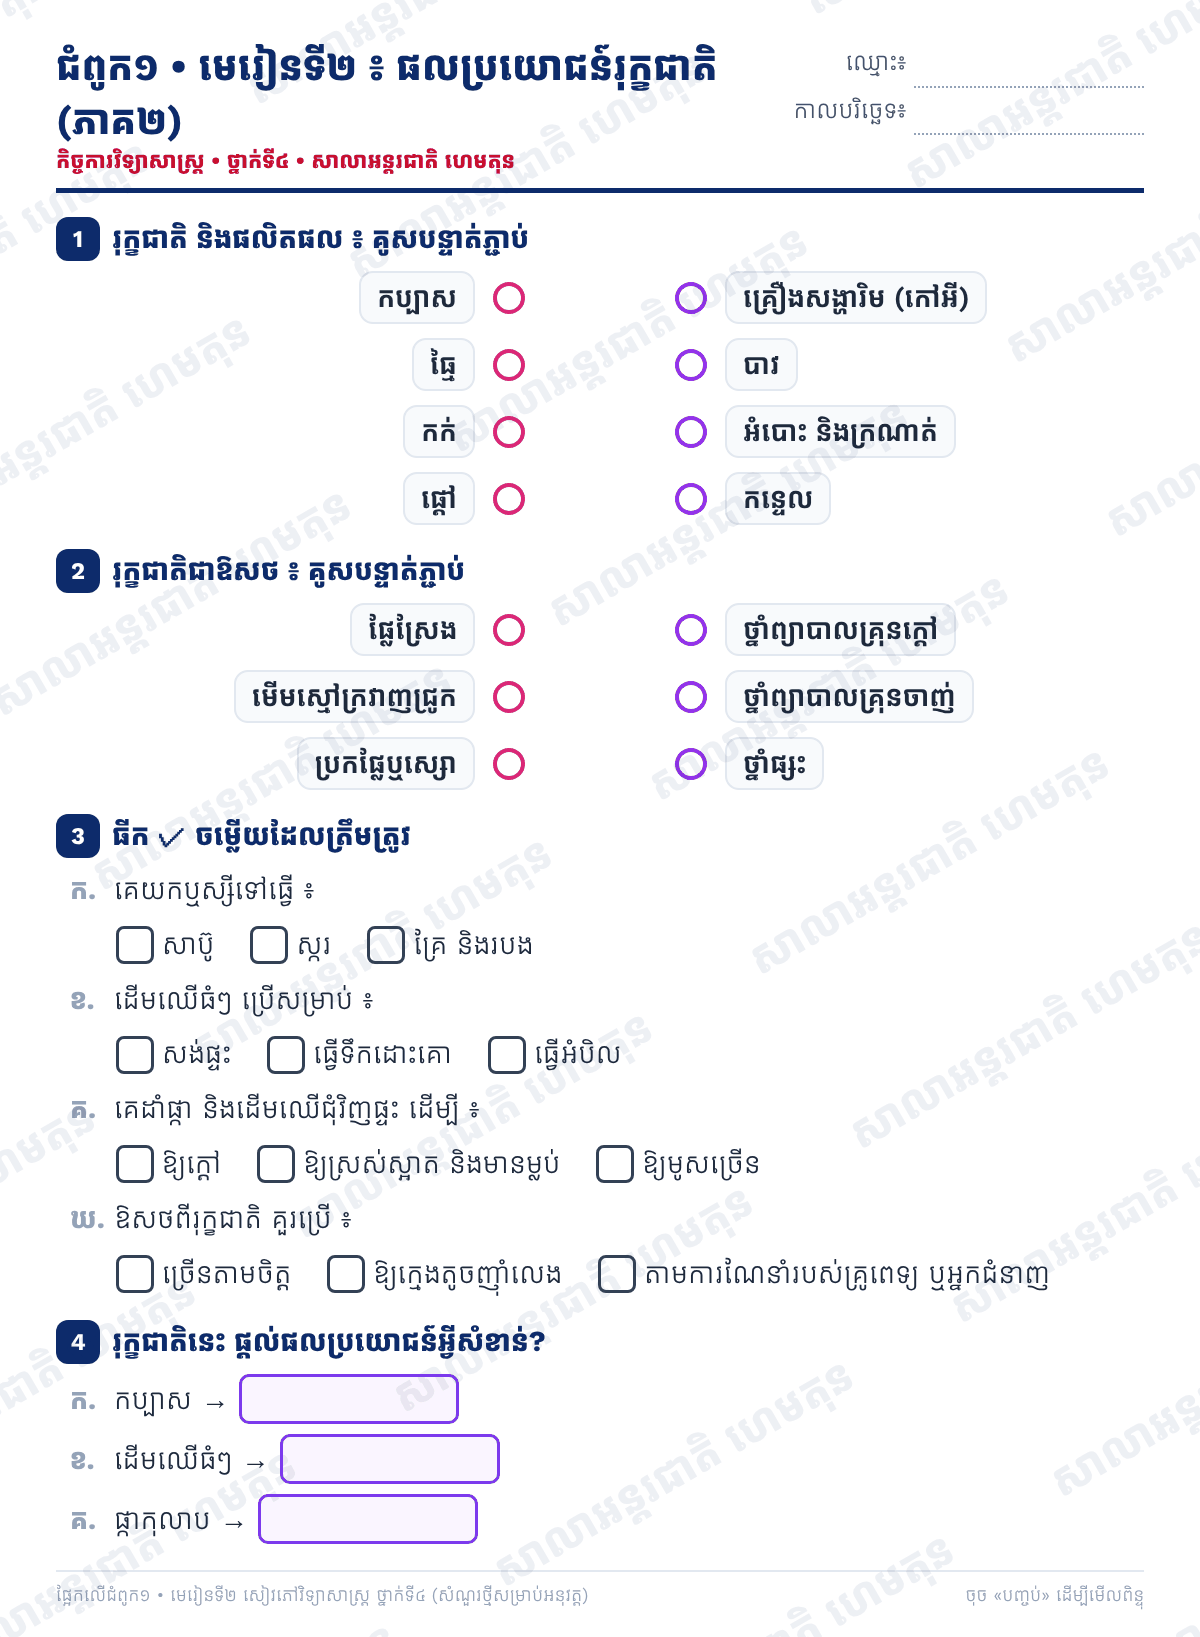 ជំពូក១ • មេរៀនទី២ ៖ ផលប្រយោជន៍រុក្ខជាតិ
(ភាគ២)
ឈ្មោះ៖
កាលបរិច្ឆេទ៖
កិច្ចការវិទ្យាសាស្ត្រ • ថ្នាក់ទី៤ • សាលាអន្តរជាតិ ហេមតុន
1 រុក្ខជាតិ និងផលិតផល ៖ គូសបន្ទាត់ភ្ជាប់
កប្បាស គ្រឿងសង្ហារិម (កៅអី)
ធ្មៃ បាវ
កក់ អំបោះ និងក្រណាត់
ផ្ដៅ កន្ទេល
2 រុក្ខជាតិជាឱសថ ៖ គូសបន្ទាត់ភ្ជាប់
ផ្លៃស្រែង ថ្នាំព្យាបាលគ្រុនក្ដៅ
មើមស្មៅក្រវាញជ្រូក ថ្នាំព្យាបាលគ្រុនចាញ់
ប្រកផ្លៃឬស្សោ ថ្នាំផ្សះ
3 ធីក ✓ ចម្លើយដែលត្រឹមត្រូវ
ក. គេយកឬស្សីទៅធ្វើ ៖
សាប៊ូ ស្ករ គ្រែ និងរបង
ខ. ដើមឈើធំៗ ប្រើសម្រាប់ ៖
សង់ផ្ទះ ធ្វើទឹកដោះគោ ធ្វើអំបិល
គ. គេដាំផ្កា និងដើមឈើជុំវិញផ្ទះ ដើម្បី ៖
ឱ្យក្ដៅ ឱ្យស្រស់ស្អាត និងមានម្លប់ ឱ្យមូសច្រើន
ឃ. ឱសថពីរុក្ខជាតិ គួរប្រើ ៖
ច្រើនតាមចិត្ត ឱ្យក្មេងតូចញ៉ាំលេង តាមការណែនាំរបស់គ្រូពេទ្យ ឬអ្នកជំនាញ
4 រុក្ខជាតិនេះ ផ្ដល់ផលប្រយោជន៍អ្វីសំខាន់?
ក. កប្បាស →
ខ. ដើមឈើធំៗ →
គ. ផ្កាកុលាប →
ផ្អែកលើជំពូក១ • មេរៀនទី២ សៀវភៅវិទ្យាសាស្ត្រ ថ្នាក់ទី៤ (សំណួរថ្មីសម្រាប់អនុវត្ត)
ចុច «បញ្ចប់» ដើម្បីមើលពិន្ទុ